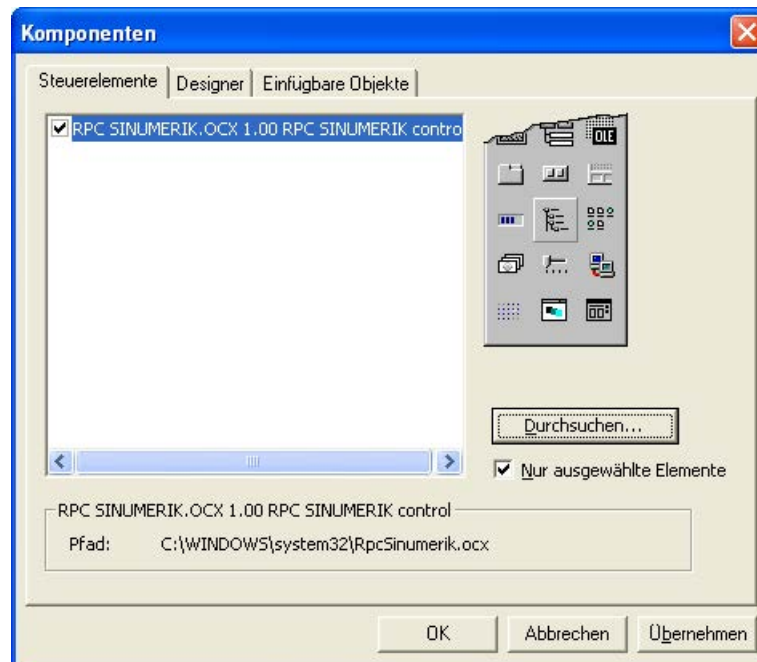 Komponenten
Steuerelemente Designer Einfügbare Objekte
RPC SINUMERIK.OCX 1.00 RPC SINUMERIK contro
OLE
Durchsuchen...
Nur ausgewählte Elemente
RPC SINUMERIK.OCX 1.00 RPC SINUMERIK control
Pfad: C:\WINDOWS\system32\RpcSinumerik.ocx
OK Abbrechen Übernehmen